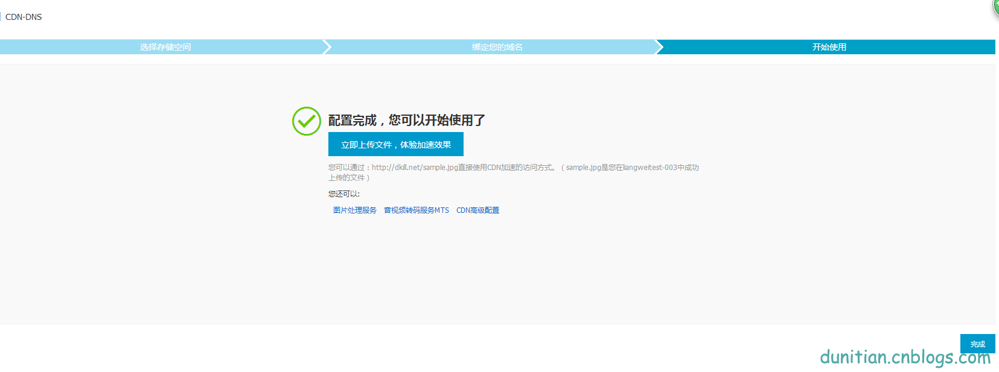 CDN-DNS
选择存储空间
绑定您的域名
开始使用
配置完成，您可以开始使用了
立即上传文件，体验加速效果
您可以通过：http://dkill.net/sample.jpg直接使用CDN加速的访问方式。（sample.jpg是您在liangweitest-003中成功
上传的文件）
您还可以:
图片处理服务 音视频转码服务MTS CDN高级配置
完成
dunitian.cnblogs.com